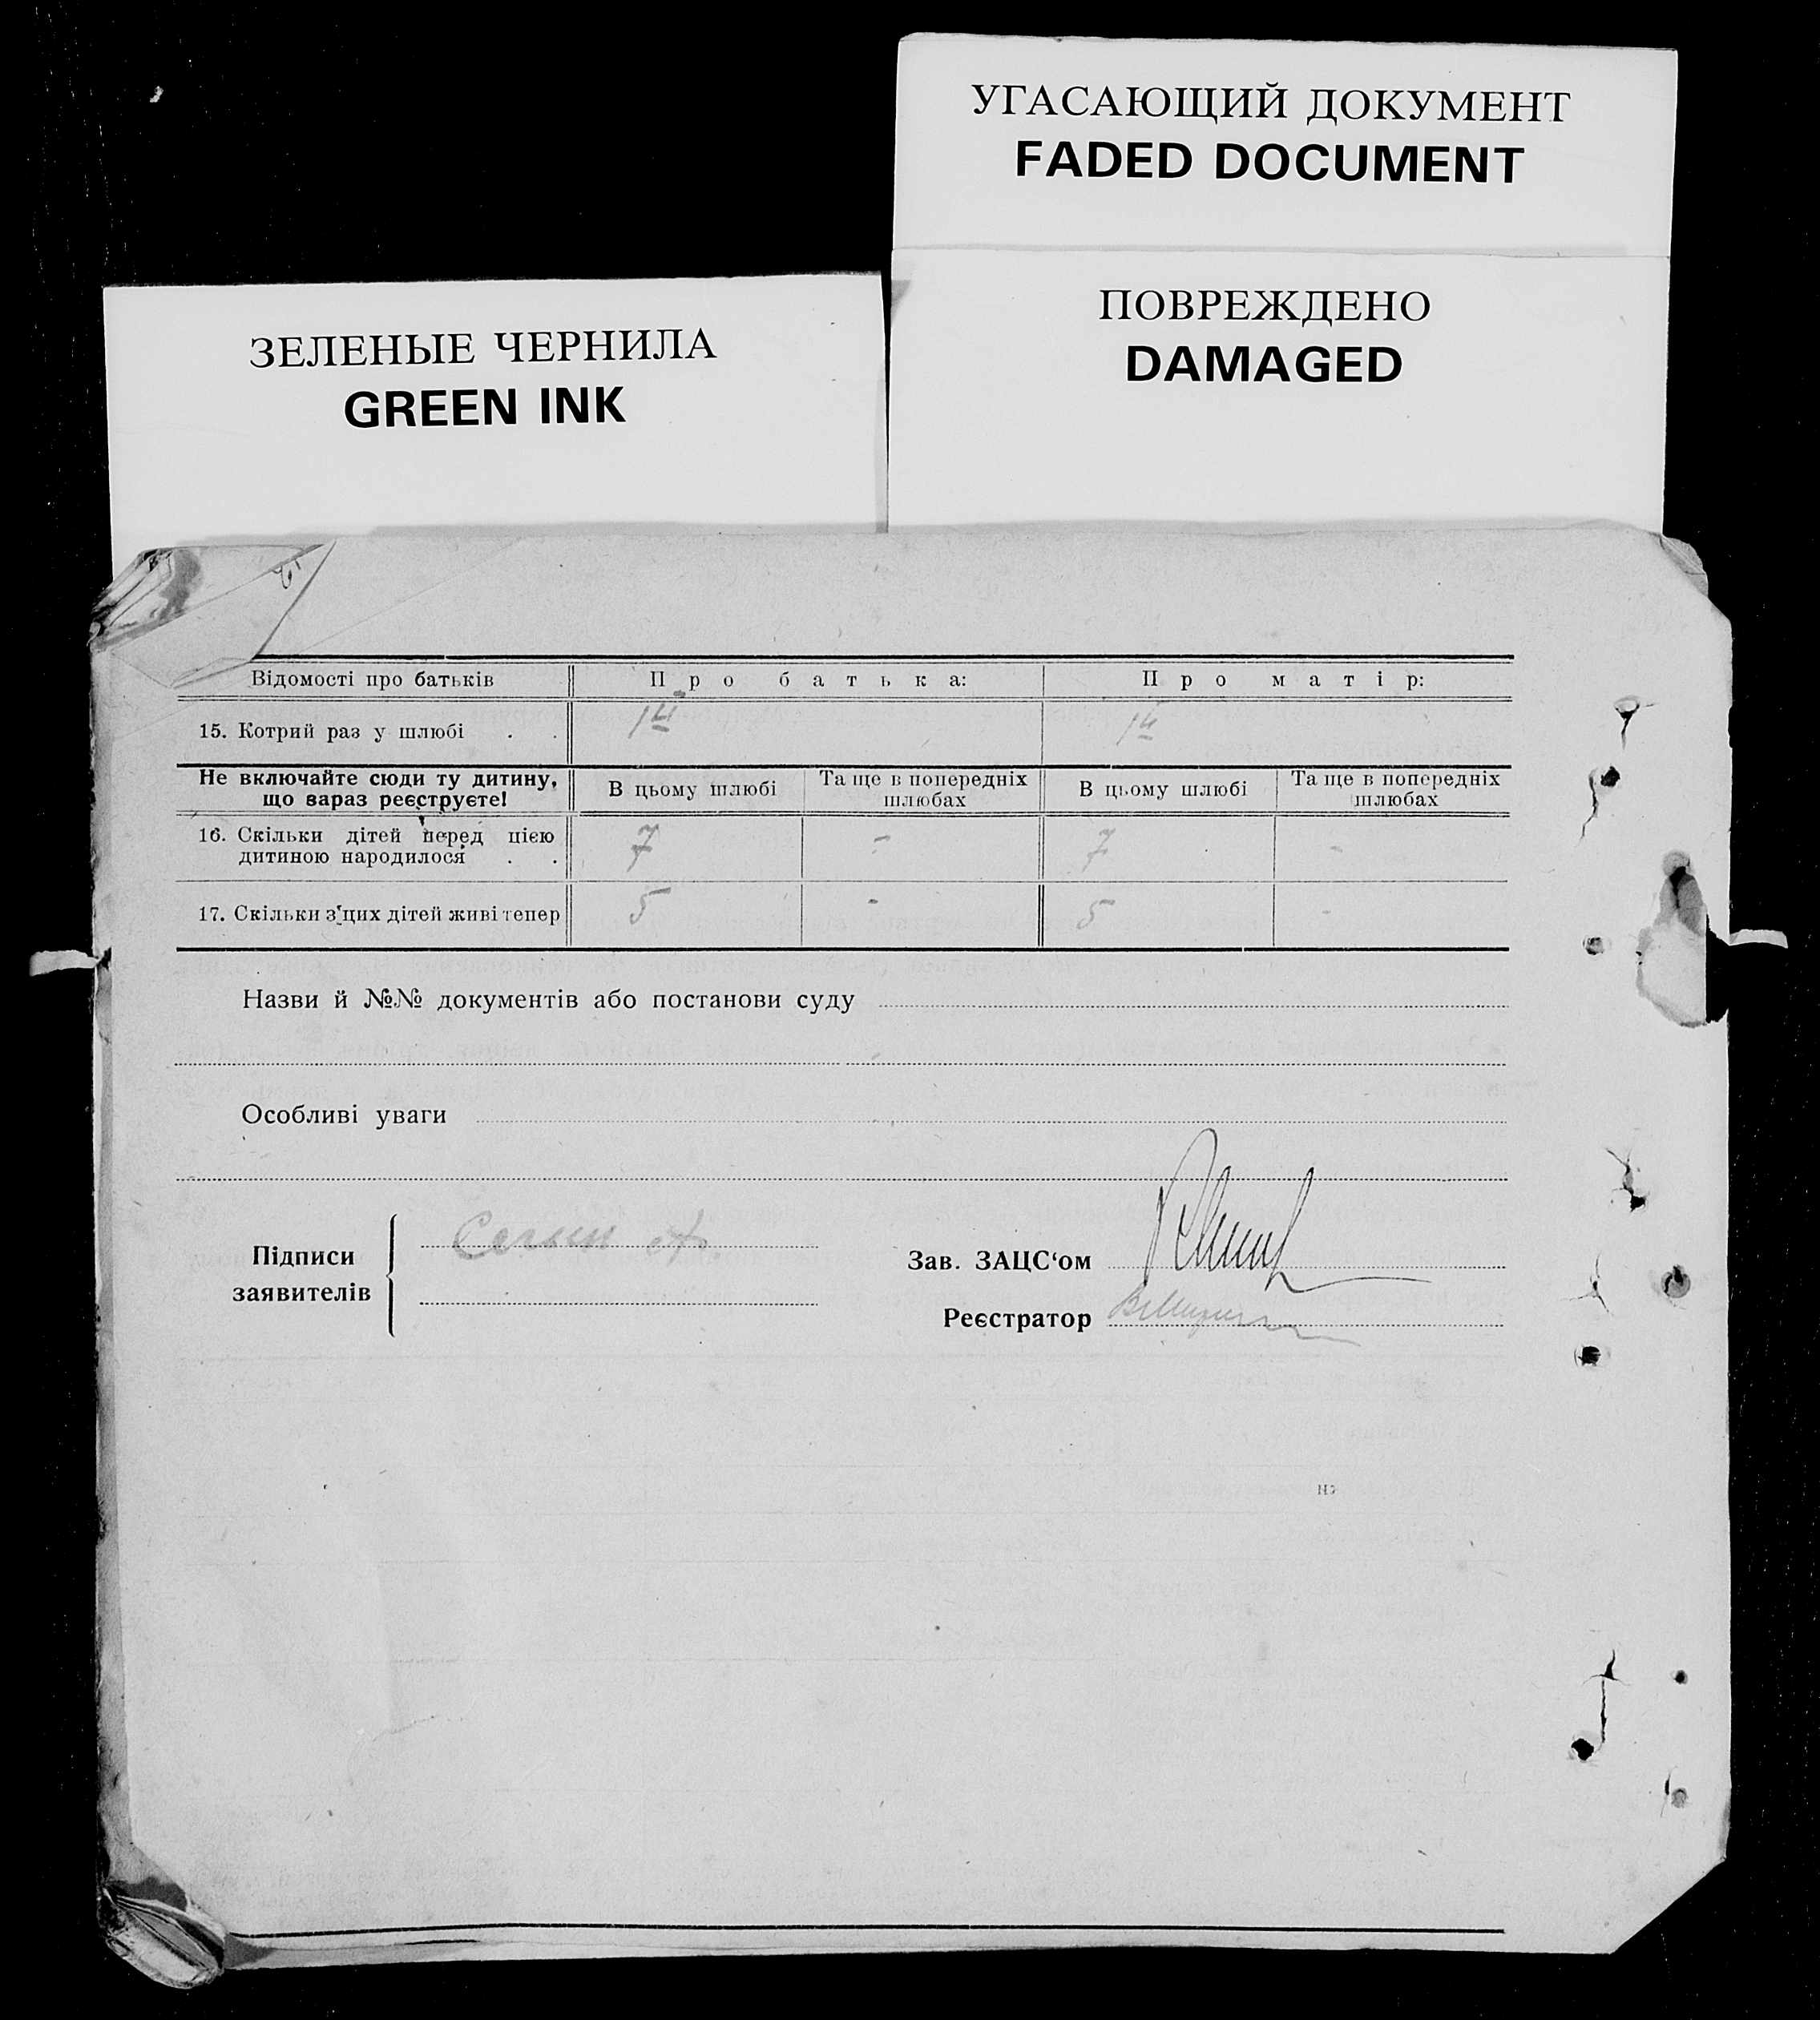 УГАСАЮЩИЙ ДОКУМЕНТ
FADED DOCUMENT
ПОВРЕЖДЕНО
DAMAGED
ЗЕЛЕНЫЕ ЧЕРНИЛА
GREEN INK
Відомості про батьків Про батька: Про матір:
15. Котрий раз у шлюбі . . 1й 1й
Не включайте сюди ту дитину, що зараз реєструєте! В цьому шлюбі Та ще в попередніх шлюбах В цьому шлюбі Та ще в попередніх шлюбах
16. Скільки дітей перед цією
дитиною народилося . . 7 - 7 -
17. Скільки з цих дітей живі тепер 5 - 5 -
Назви й №№ документів або постанови суду
Особливі уваги
Підписи
заявителів
Зав. ЗАЦС‘ом
Реєстратор